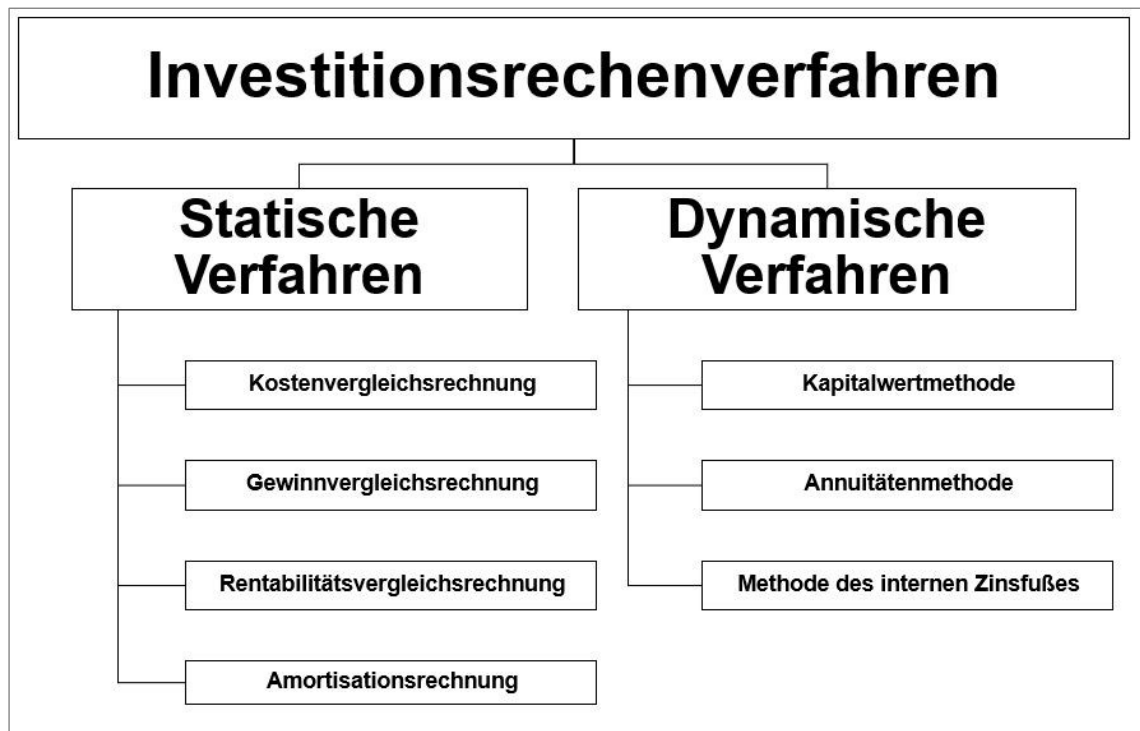 Investitionsrechenverfahren
Statische
Verfahren
Kostenvergleichsrechnung
Gewinnvergleichsrechnung
Rentabilitätsvergleichsrechnung
Amortisationsrechnung
Dynamische
Verfahren
Kapitalwertmethode
Annuitätenmethode
Methode des internen Zinsfußes